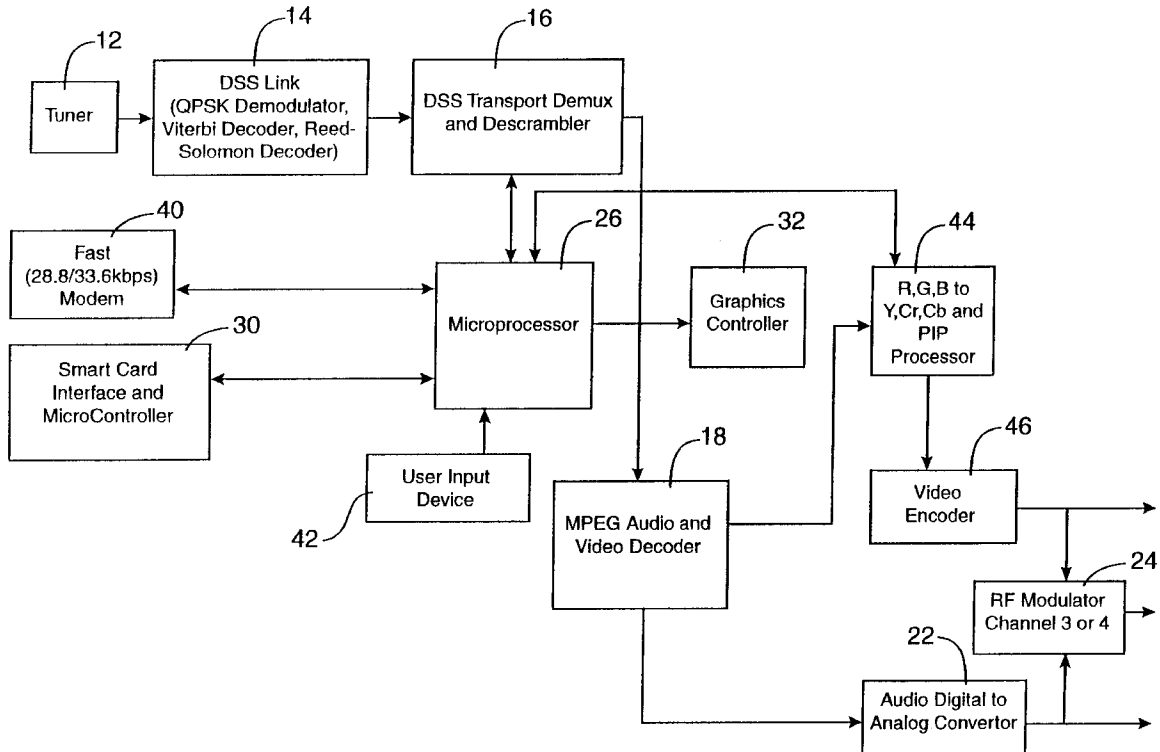 12
14
16
Tuner
DSS Link
(QPSK Demodulator,
Viterbi Decoder, Reed-
Solomon Decoder)
DSS Transport Demux
and Descrambler
40
Fast
(28.8/33.6kbps)
Modem
26
Microprocessor
32
Graphics
Controller
44
R,G,B to
Y,Cr,Cb and
PIP
Processor
30
Smart Card
Interface and
MicroController
42
User Input
Device
18
MPEG Audio and
Video Decoder
46
Video
Encoder
24
RF Modulator
Channel 3 or 4
22
Audio Digital to
Analog Convertor